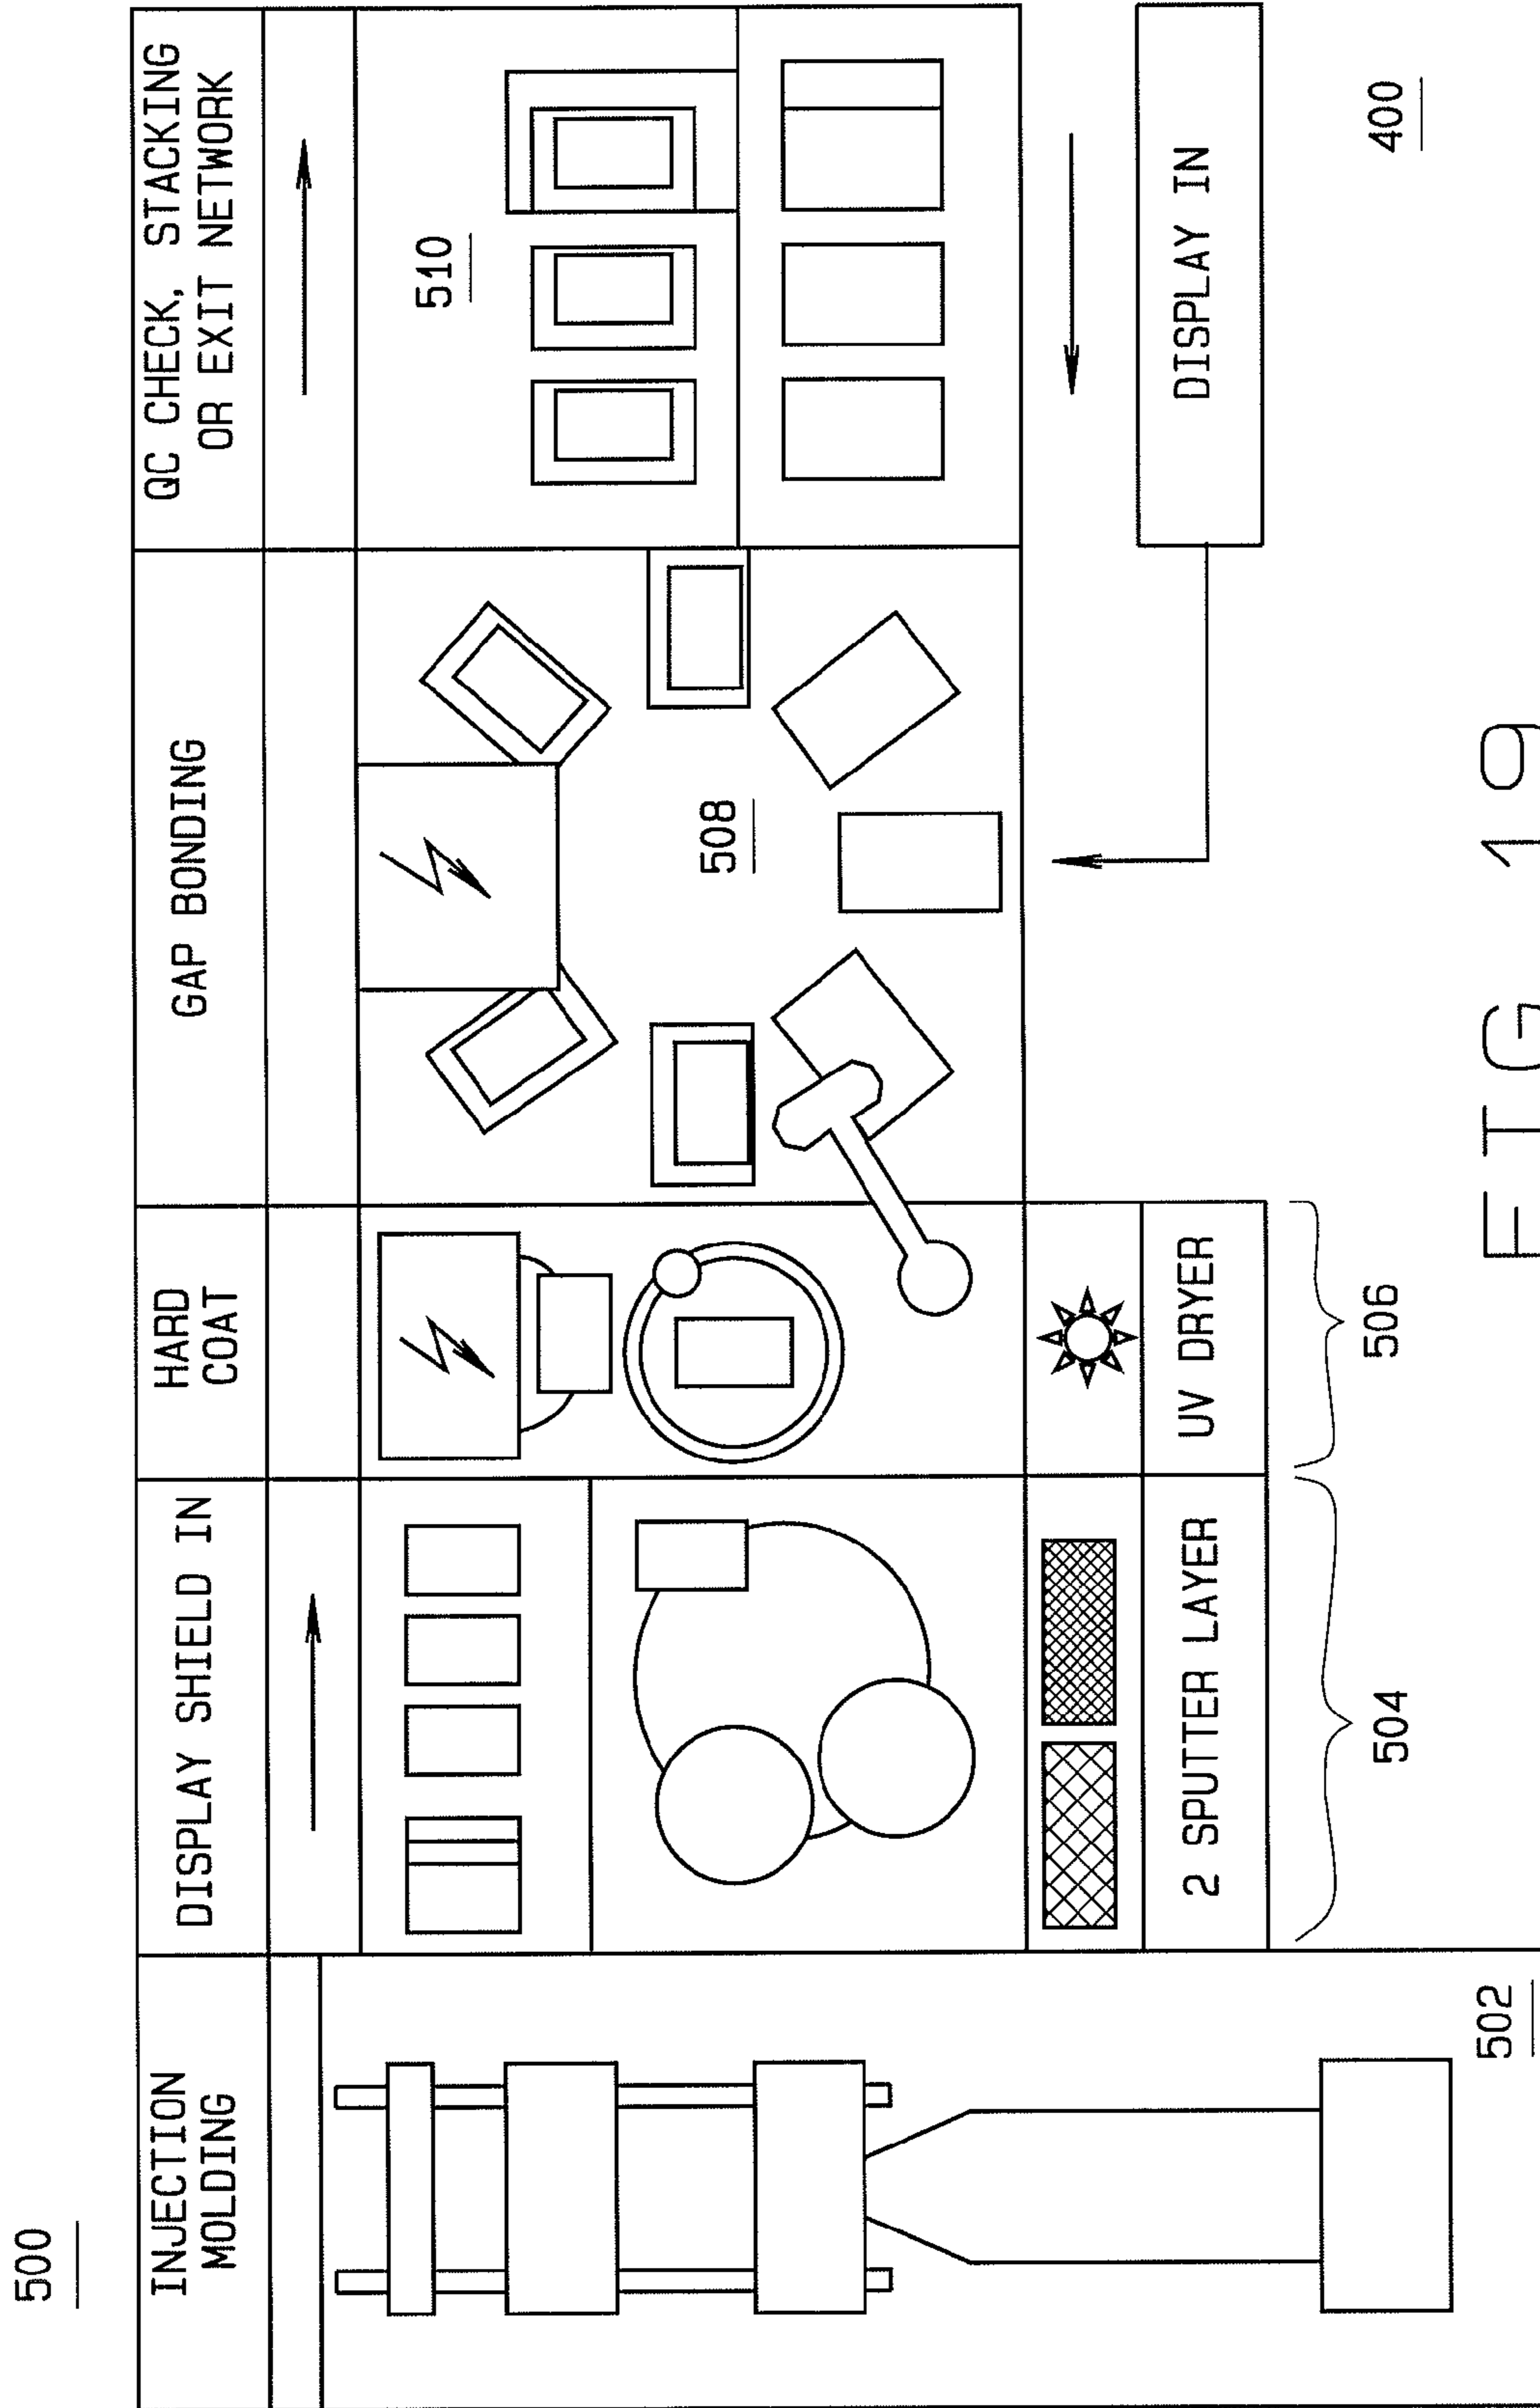 500
INJECTION
MOLDING
DISPLAY SHIELD IN
HARD
COAT
GAP BONDING
QC CHECK, STACKING
OR EXIT NETWORK
510
508
2 SPUTTER LAYER
UV DRYER
DISPLAY IN
502
504
506
400
FIG 19